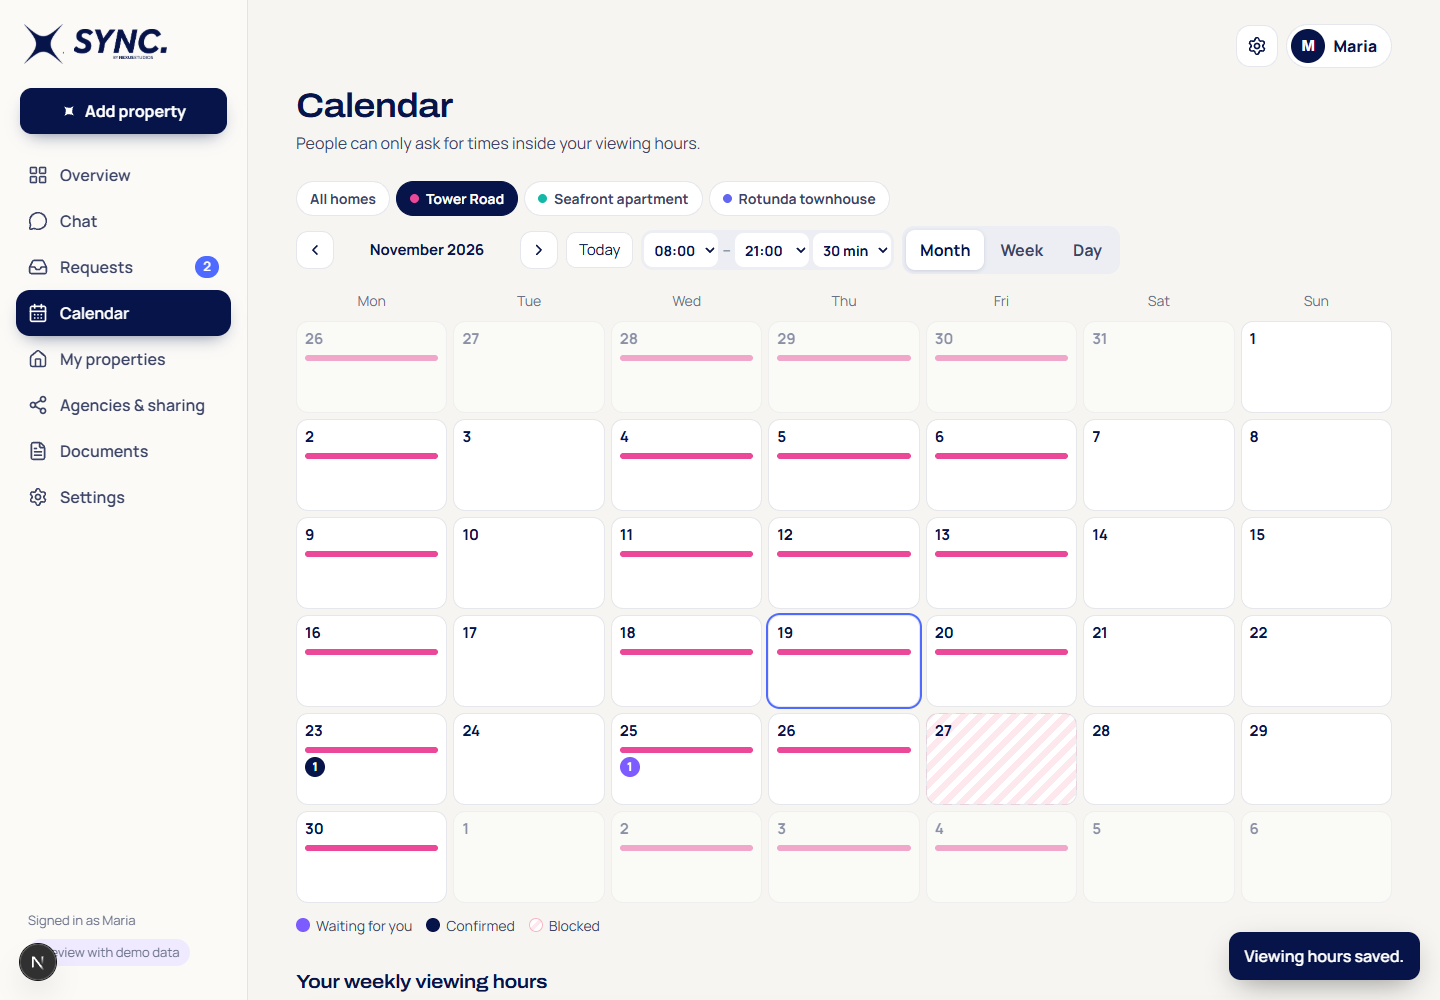 SYNC.
BY NEXUS STUDIOS
Add property
Overview
Chat
Requests 2
Calendar
My properties
Agencies & sharing
Documents
Settings
Signed in as Maria
eview with demo data
N
M Maria
Calendar
People can only ask for times inside your viewing hours.
All homes Tower Road Seafront apartment Rotunda townhouse
November 2026 Today 08:00 – 21:00 30 min Month Week Day
Mon Tue Wed Thu Fri Sat Sun
26 27 28 29 30 31 1
2 3 4 5 6 7 8
9 10 11 12 13 14 15
16 17 18 19 20 21 22
23 24 25 26 27 28 29
1 1
30 1 2 3 4 5 6
Waiting for you Confirmed Blocked
Your weekly viewing hours
Viewing hours saved.